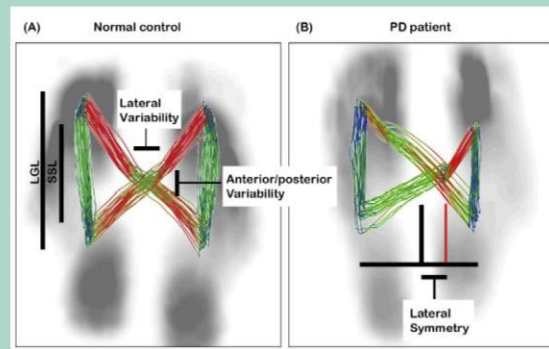 (A)
Normal control
(B)
PD patient
Lateral
Variability
LGL
SSL
Anterior/posterior
Variability
Lateral
Symmetry